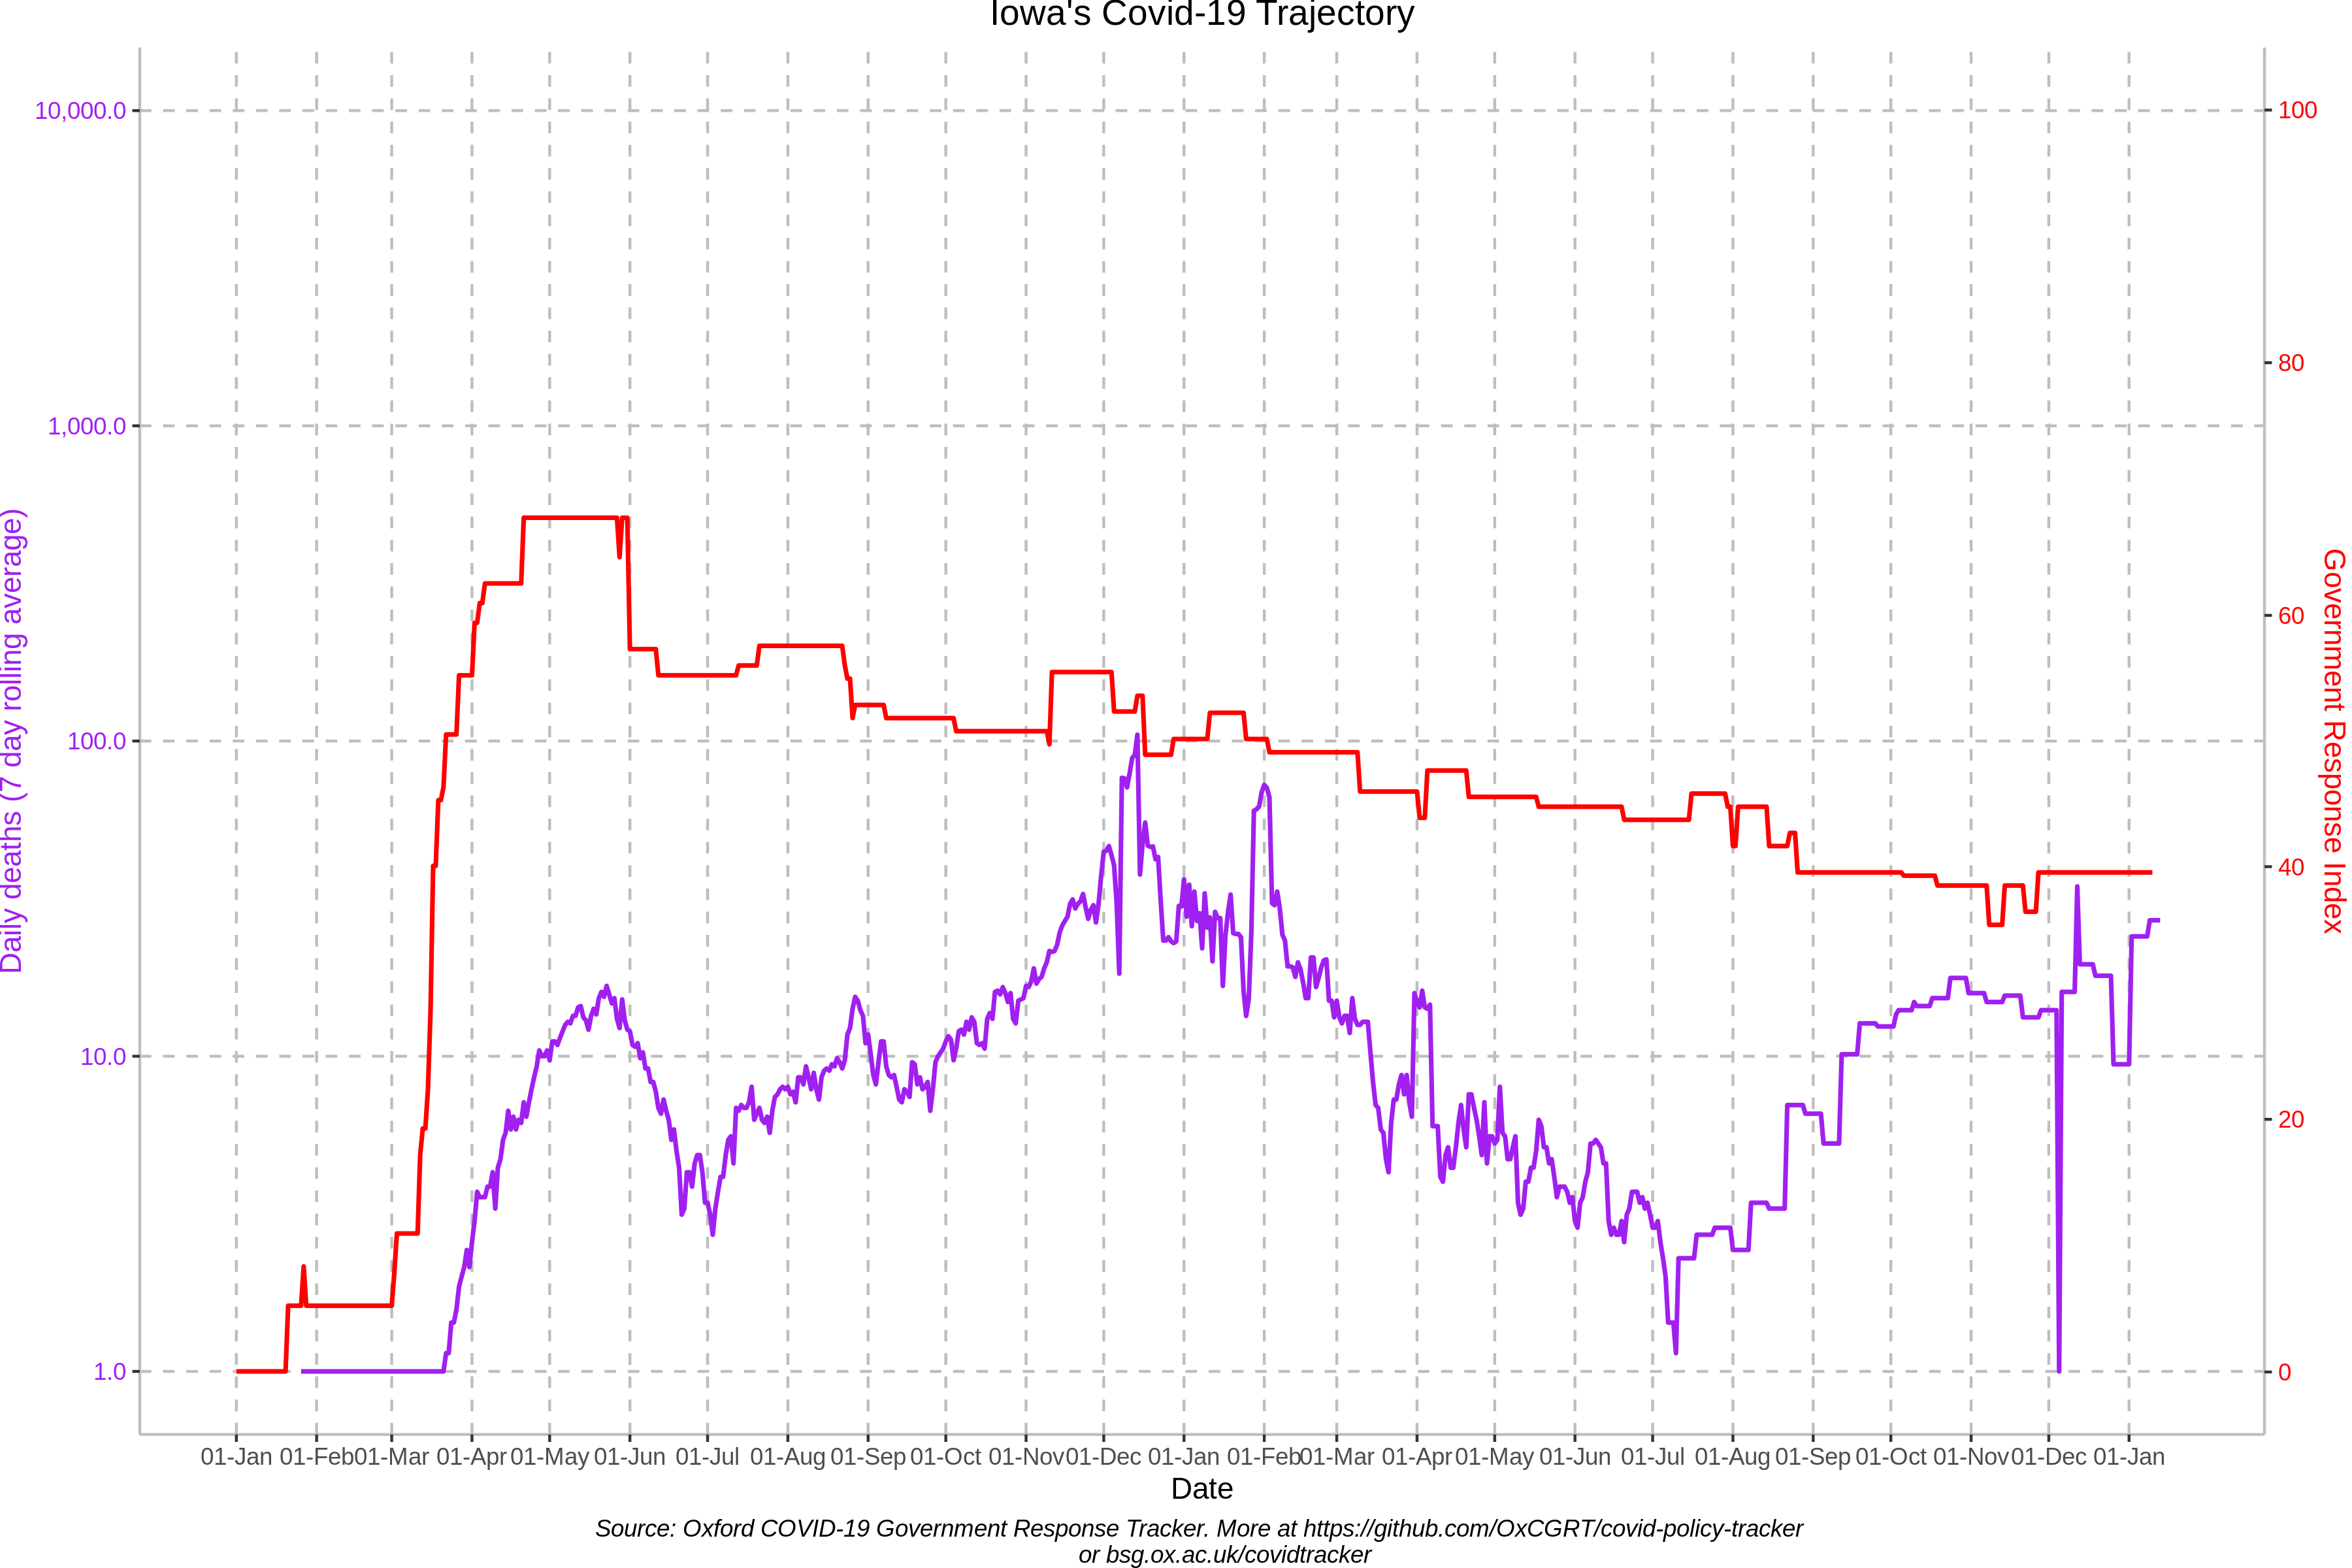 Iowa's Covid-19 Trajectory
10,000.0
1,000.0
100.0
10.0
1.0
Daily deaths (7 day rolling average)
100
80
60
40
20
0
Government Response Index
01-Jan 01-Feb 01-Mar 01-Apr 01-May 01-Jun 01-Jul 01-Aug 01-Sep 01-Oct 01-Nov 01-Dec 01-Jan 01-Feb 01-Mar 01-Apr 01-May 01-Jun 01-Jul 01-Aug 01-Sep 01-Oct 01-Nov 01-Dec 01-Jan
Date
Source: Oxford COVID-19 Government Response Tracker. More at https://github.com/OxCGRT/covid-policy-tracker
or bsg.ox.ac.uk/covidtracker